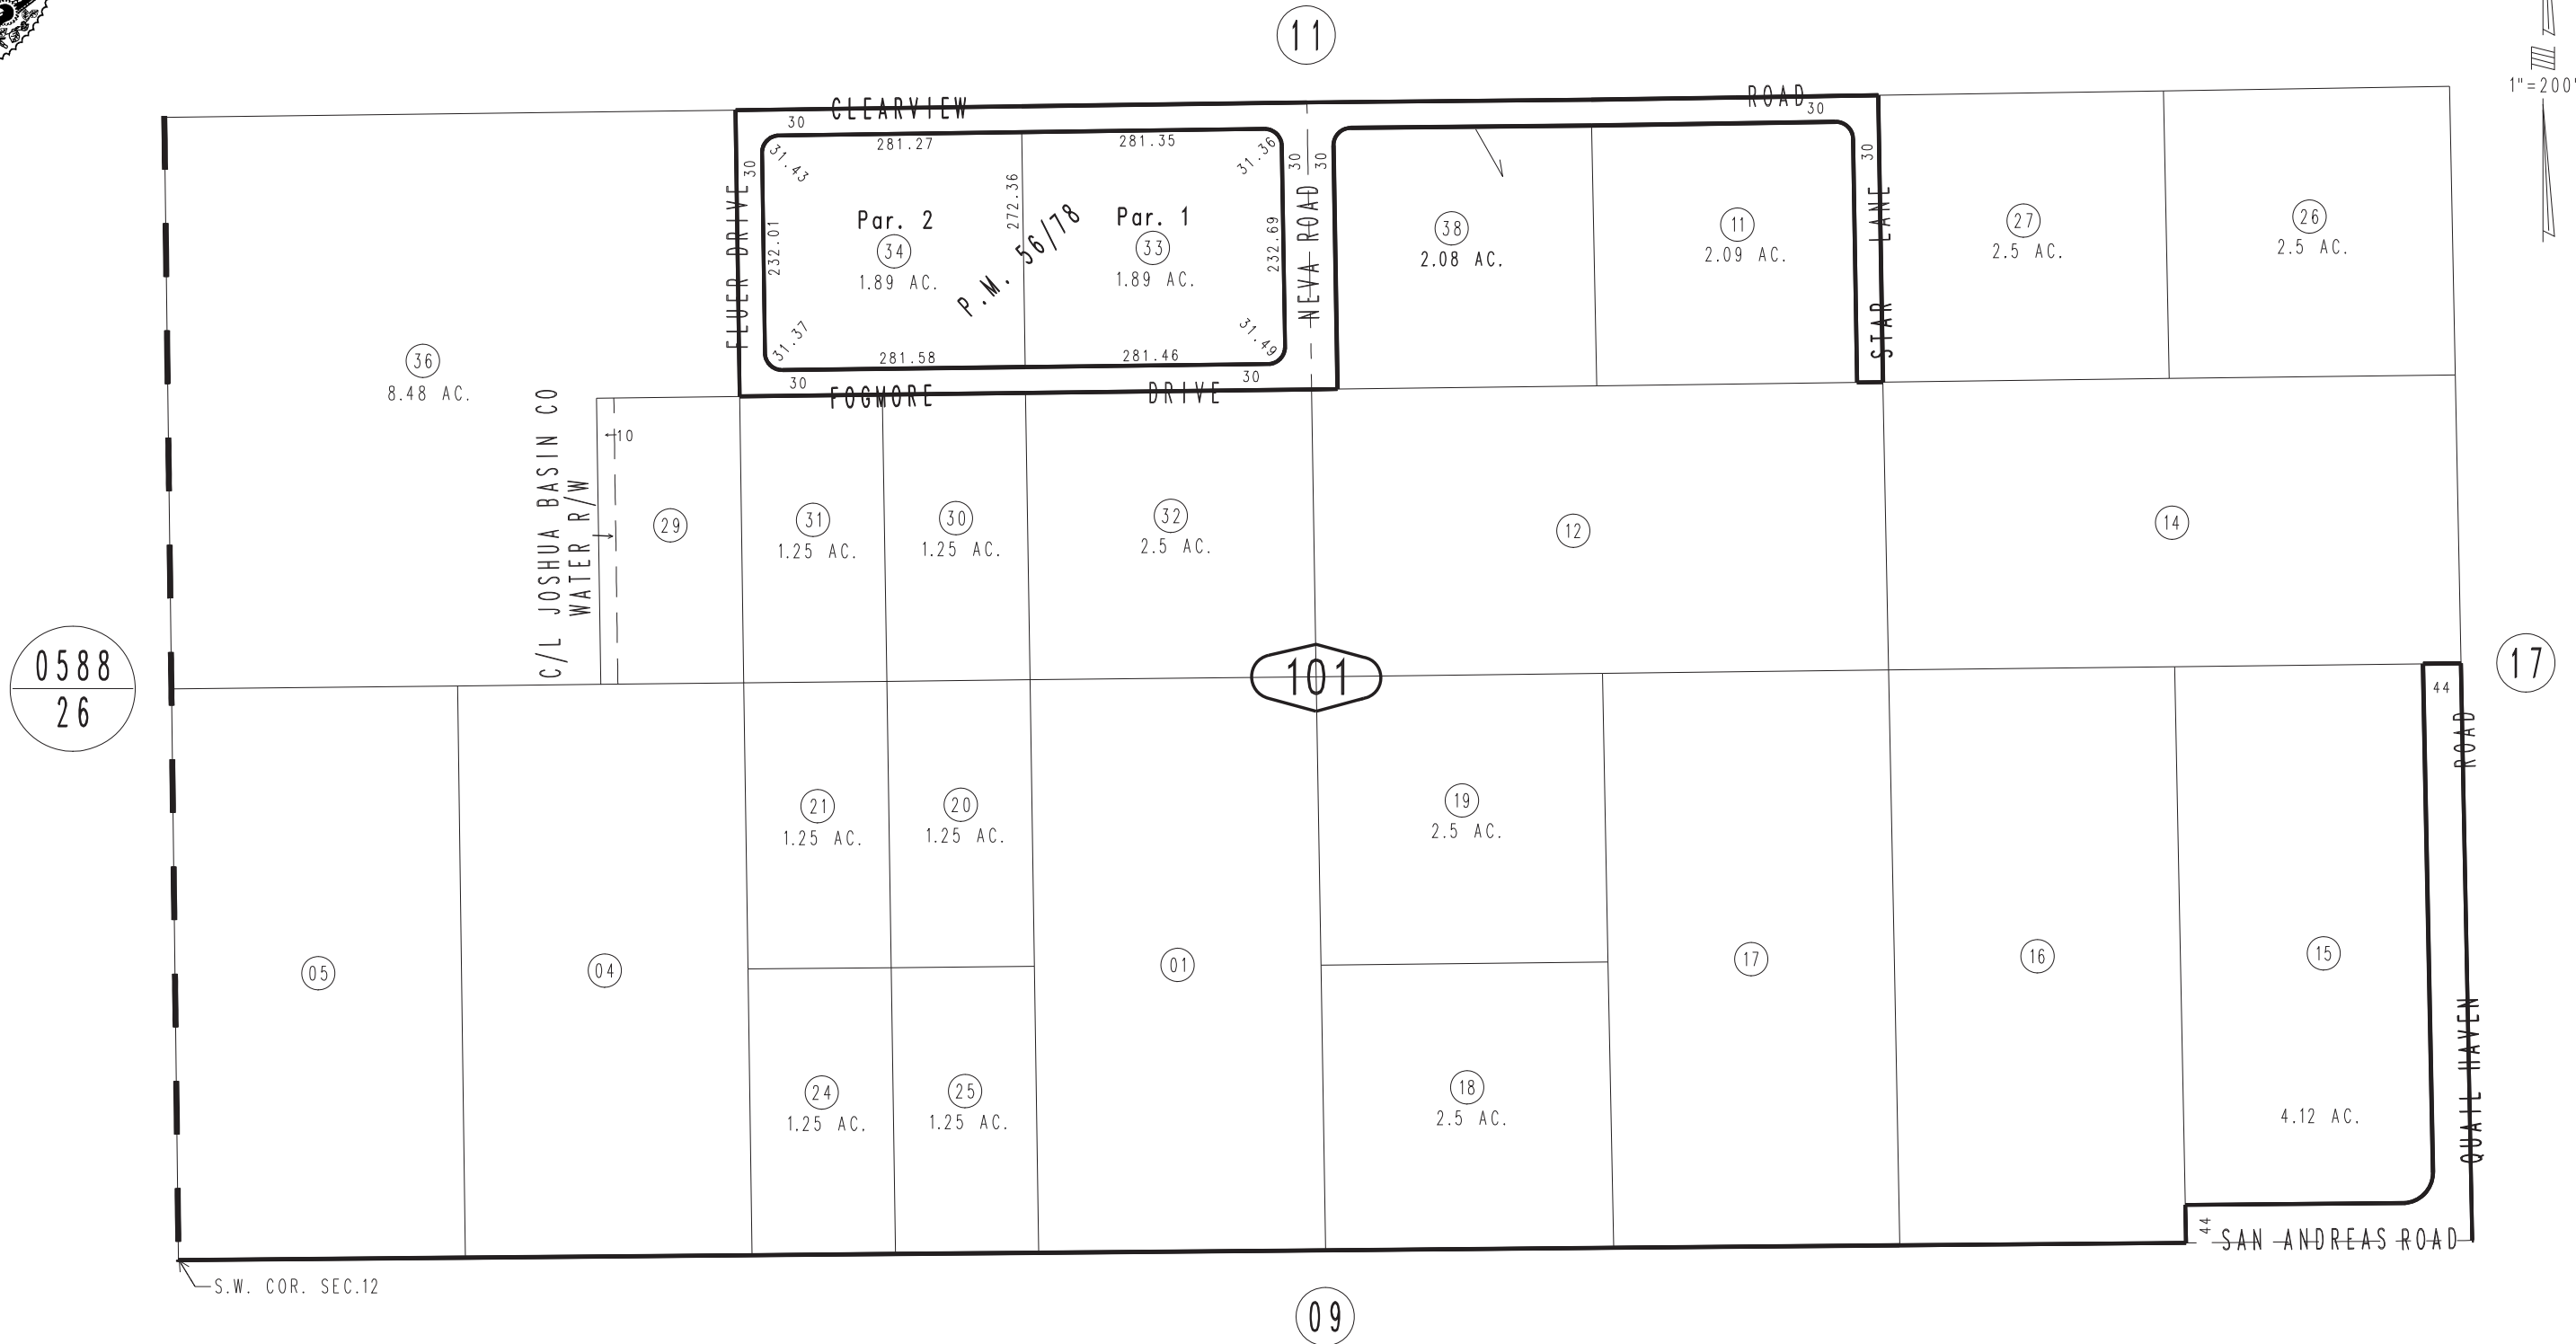 11
1"=200'
CLEARVIEW ROAD
30
30
281.27
281.35
31.43
31.36
30
30
30
30
FLUER DRIVE
232.01
Par. 2
34
1.89 AC.
272.36
P.M. 56/78
Par. 1
33
1.89 AC.
232.69
NEVA ROAD
38
2.08 AC.
11
2.09 AC.
STAR LANE
27
2.5 AC.
26
2.5 AC.
31.37
281.58
281.46
31.49
30
30
FOGMORE DRIVE
36
8.48 AC.
C/L JOSHUA BASIN CO
WATER R/W
10
29
31
1.25 AC.
30
1.25 AC.
32
2.5 AC.
12
14
0588
26
101
17
44
21
1.25 AC.
20
1.25 AC.
19
2.5 AC.
05
04
01
17
16
15
4.12 AC.
QUAIL HAVEN ROAD
24
1.25 AC.
25
1.25 AC.
18
2.5 AC.
44
SAN ANDREAS ROAD
S.W. COR. SEC.12
09